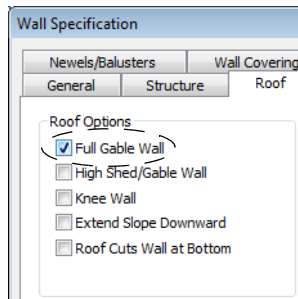 Wall Specification
Newels/Balusters Wall Covering
General Structure Roof
Roof Options
Full Gable Wall
High Shed/Gable Wall
Knee Wall
Extend Slope Downward
Roof Cuts Wall at Bottom